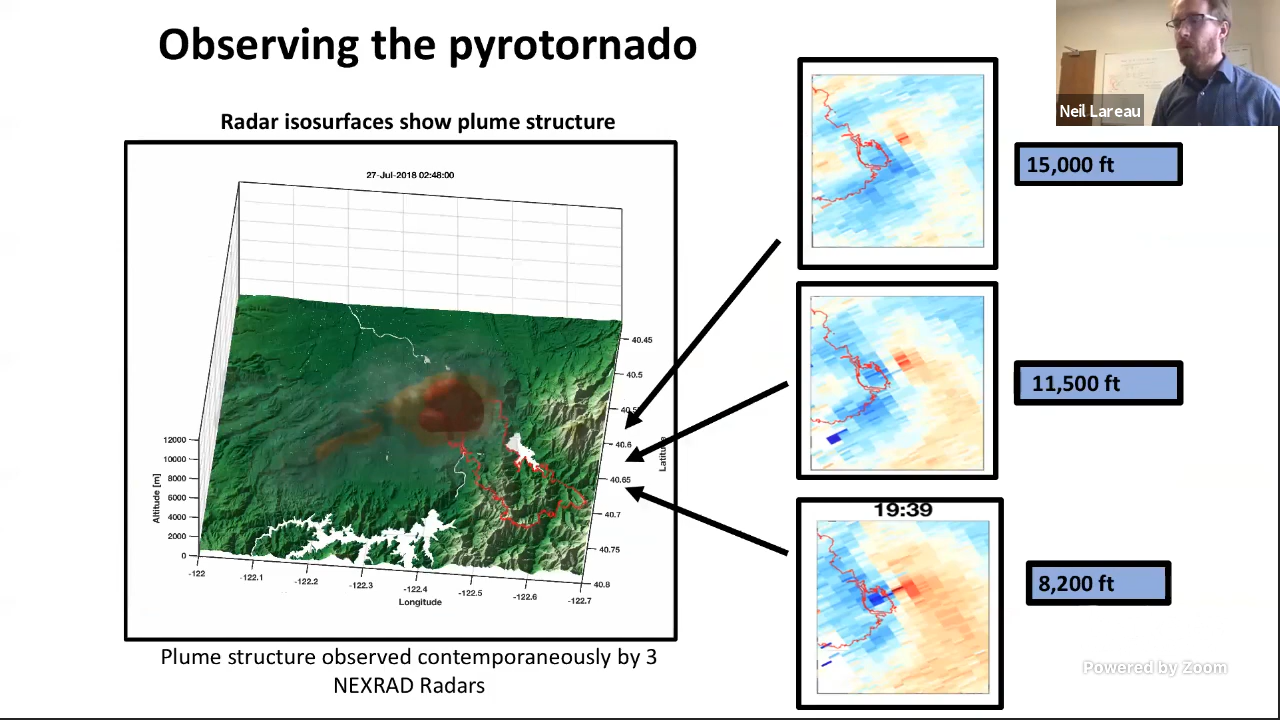 Observing the pyrotornado
Neil Lareau
Radar isosurfaces show plume structure
27-Jul-2018 02:48:00
15,000 ft
40.45
40.5
40.6
40.65
40.7
40.75
40.8
12000
10000
8000
6000
4000
2000
0
Altitude [m]
-122
-122.1
-122.2
-122.3
-122.4
-122.5
-122.6
-122.7
Longitude
11,500 ft
19:39
8,200 ft
Plume structure observed contemporaneously by 3
NEXRAD Radars
Powered by Zoom